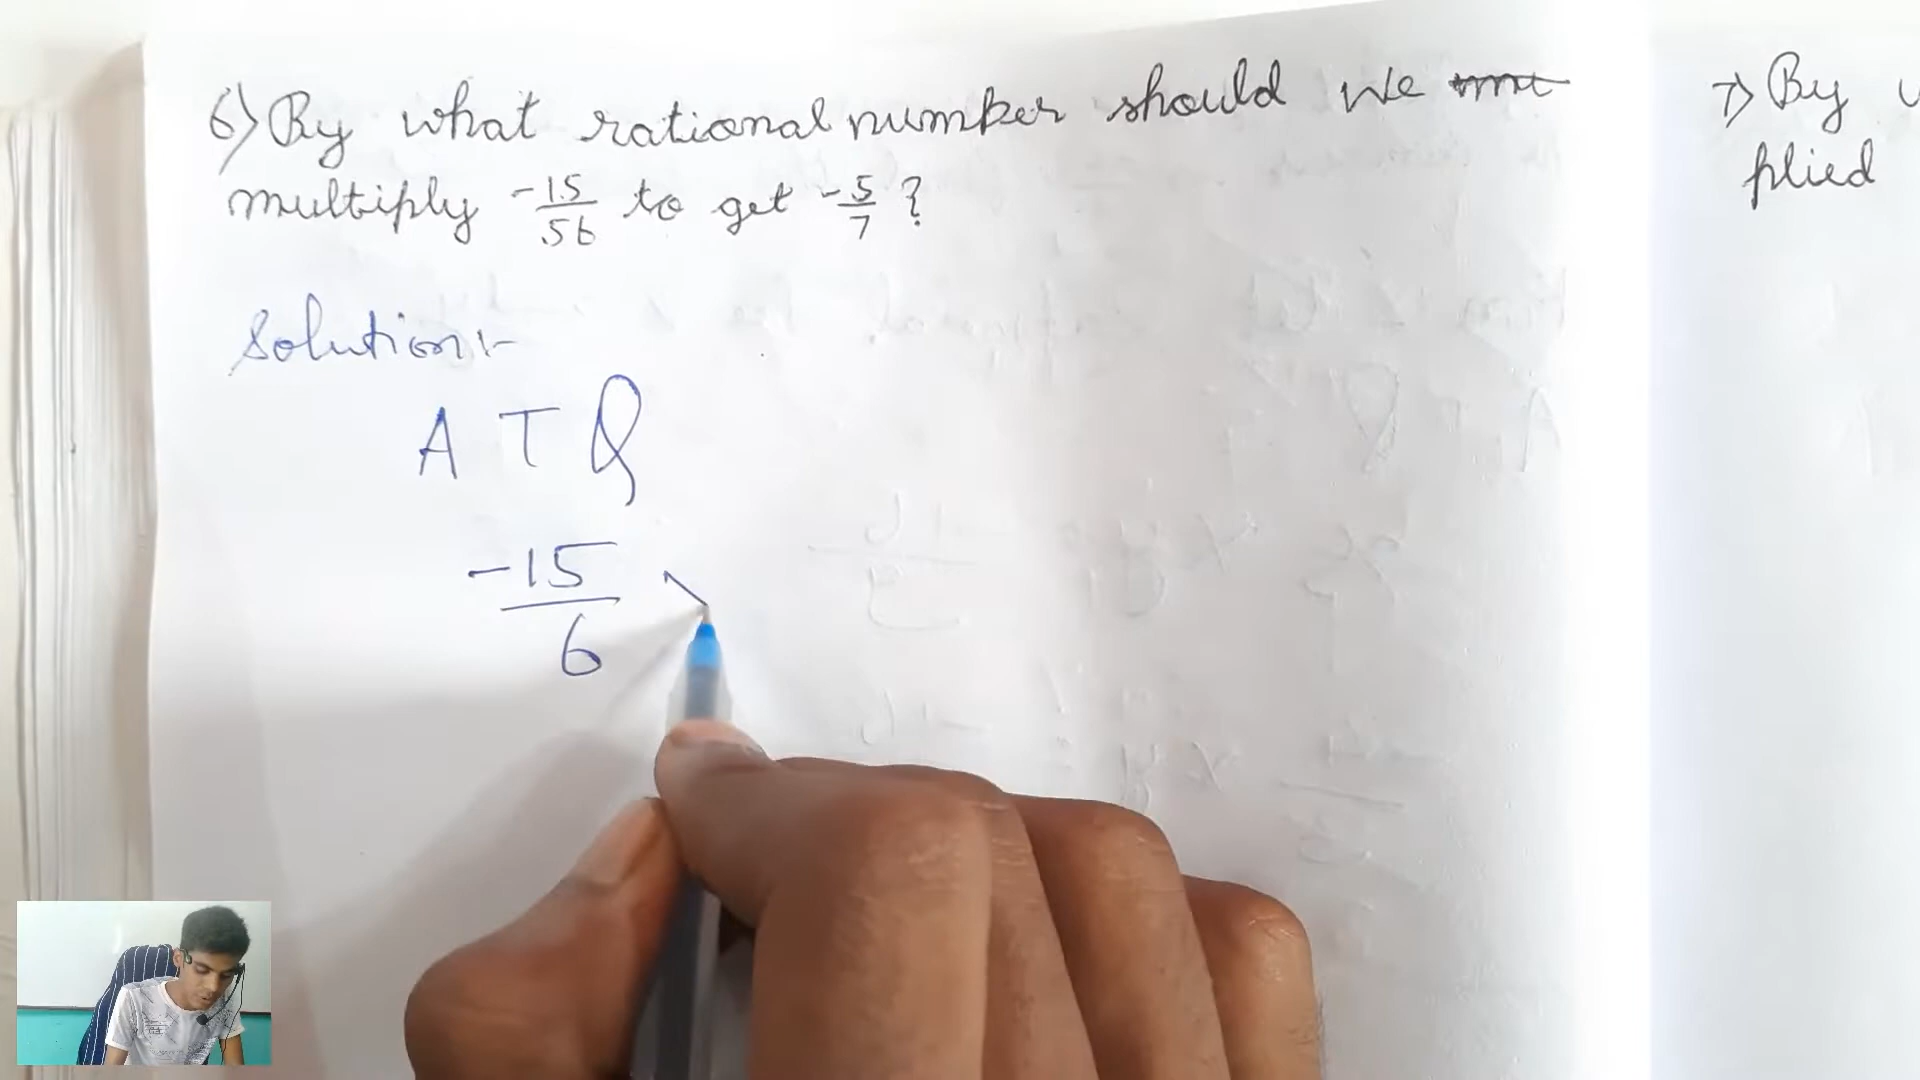 6) By what rational number should we
multiply -15/56 to get -5/7 ?
Solution:-
A T Q
-15/6
7) By
plied